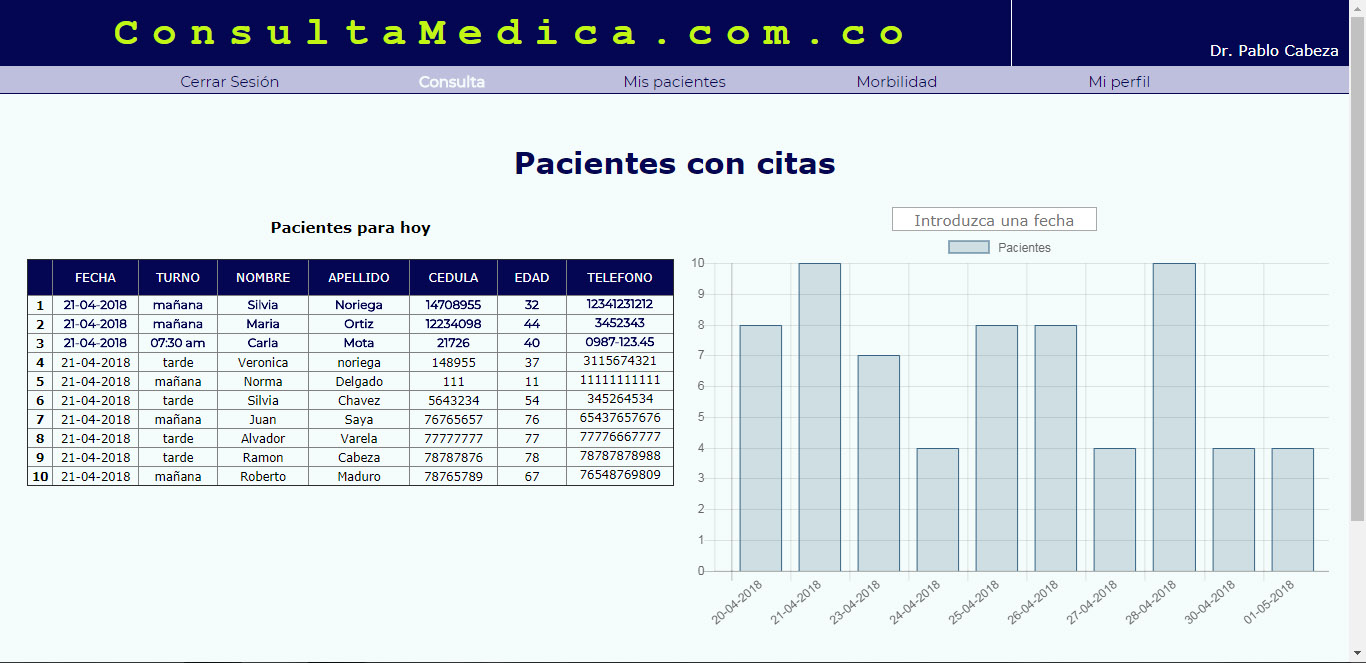 ConsultaMedica.com.co
Dr. Pablo Cabeza
Cerrar Sesión Consulta Mis pacientes Morbilidad Mi perfil
Pacientes con citas
Pacientes para hoy
FECHA TURNO NOMBRE APELLIDO CEDULA EDAD TELEFONO
1 21-04-2018 mañana Silvia Noriega 14708955 32 12341231212
2 21-04-2018 mañana Maria Ortiz 12234098 44 3452343
3 21-04-2018 07:30 am Carla Mota 21726 40 0987-123.45
4 21-04-2018 tarde Veronica noriega 148955 37 3115674321
5 21-04-2018 mañana Norma Delgado 111 11 11111111111
6 21-04-2018 tarde Silvia Chavez 5643234 54 345264534
7 21-04-2018 mañana Juan Saya 76765657 76 65437657676
8 21-04-2018 tarde Alvador Varela 77777777 77 77776667777
9 21-04-2018 tarde Ramon Cabeza 78787876 78 78787878988
10 21-04-2018 mañana Roberto Maduro 78765789 67 76548769809
Introduzca una fecha
Pacientes
10
9
8
7
6
5
4
3
2
1
0
20-04-2018 21-04-2018 23-04-2018 24-04-2018 25-04-2018 26-04-2018 27-04-2018 28-04-2018 30-04-2018 01-05-2018